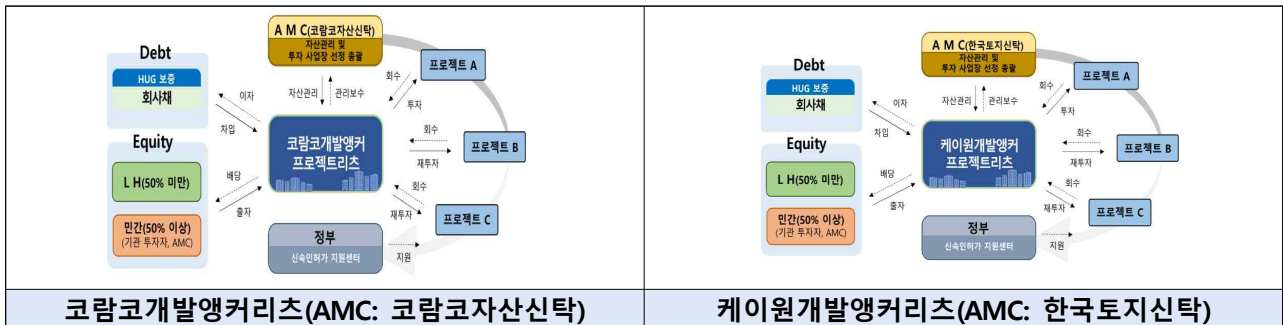 A M C(코람코자산신탁)
자산관리 및
투자 사업장 선정 총괄
Debt
HUG 보증
회사채
이자
차입
자산관리
관리보수
회수
투자
프로젝트 A
Equity
L H(50% 미만)
민간(50% 이상)
(기관 투자자, AMC)
배당
출자
코람코개발앵커
프로젝트리츠
회수
재투자
프로젝트 B
회수
재투자
프로젝트 C
정부
신속인허가 지원센터
지원
코람코개발앵커리츠(AMC: 코람코자산신탁)
A M C(한국토지신탁)
자산관리 및
투자 사업장 선정 총괄
Debt
HUG 보증
회사채
이자
차입
자산관리
관리보수
회수
투자
프로젝트 A
Equity
L H(50% 미만)
민간(50% 이상)
(기관 투자자, AMC)
배당
출자
케이원개발앵커
프로젝트리츠
회수
재투자
프로젝트 B
회수
재투자
프로젝트 C
정부
신속인허가 지원센터
지원
케이원개발앵커리츠(AMC: 한국토지신탁)